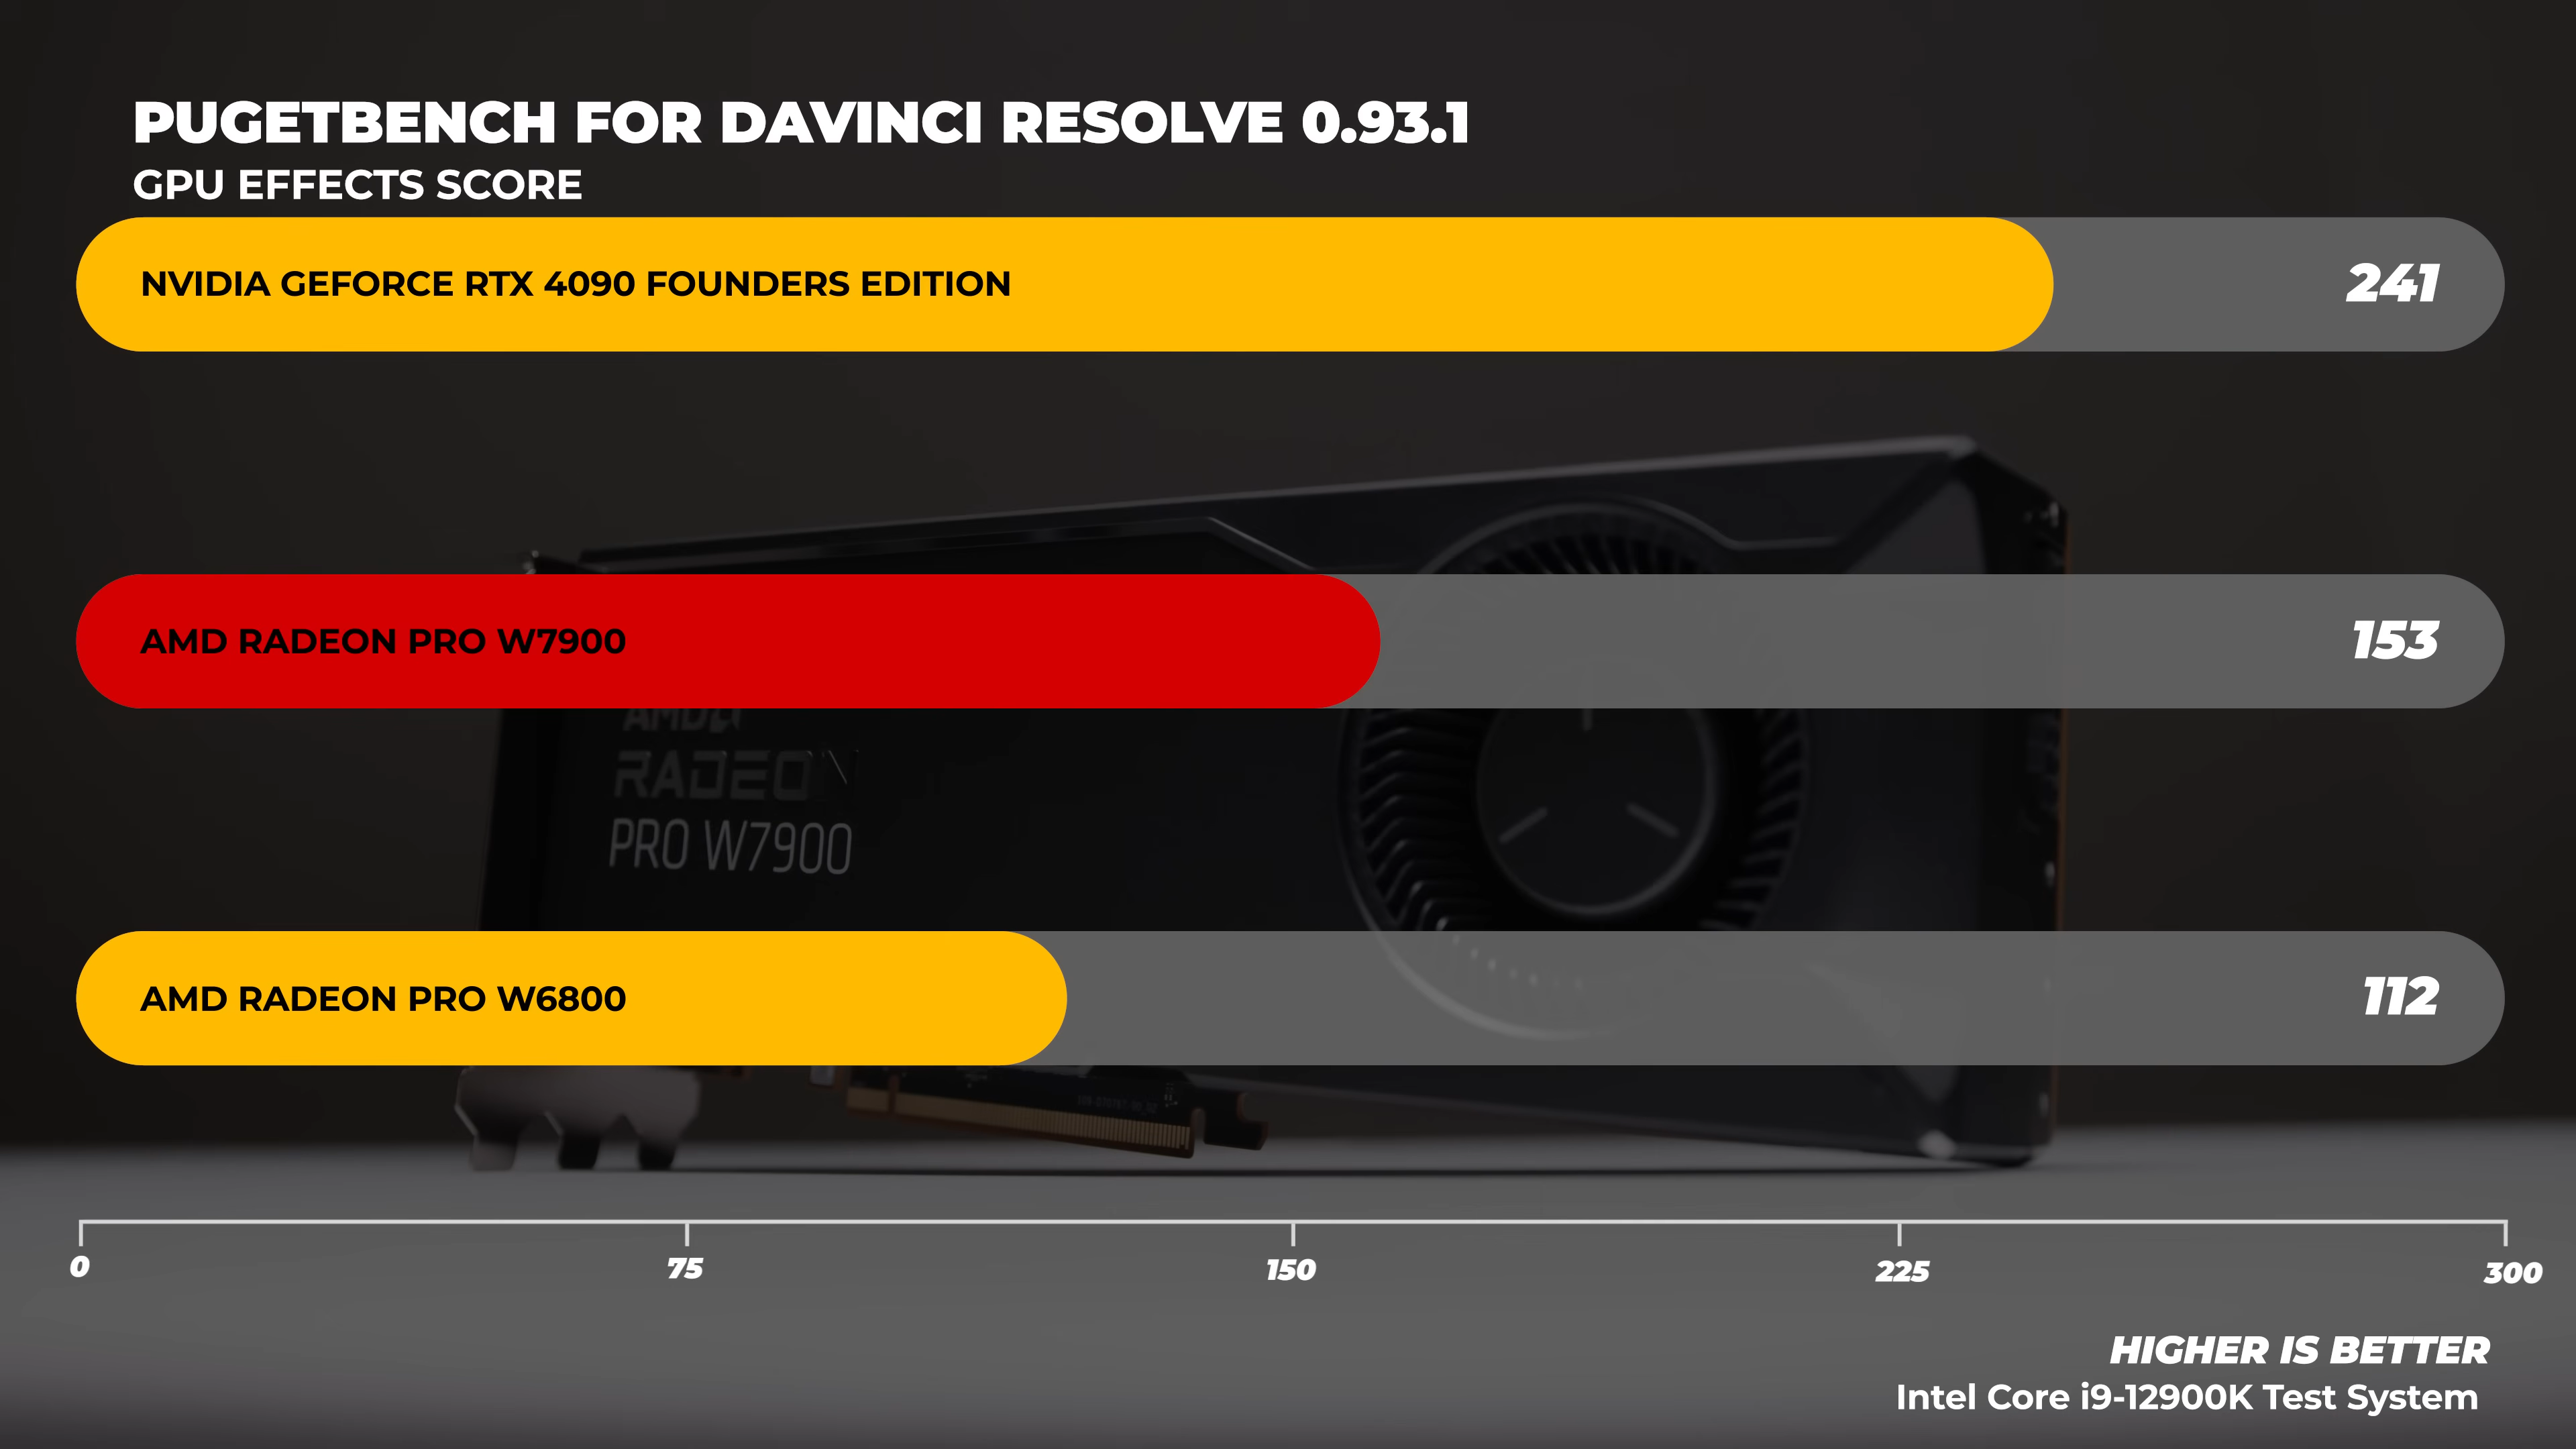 PUGETBENCH FOR DAVINCI RESOLVE 0.93.1
GPU EFFECTS SCORE
NVIDIA GEFORCE RTX 4090 FOUNDERS EDITION
241
AMD RADEON PRO W7900
153
AMD
RADEON
PRO W7900
AMD RADEON PRO W6800
112
0
75
150
225
300
HIGHER IS BETTER
Intel Core i9-12900K Test System